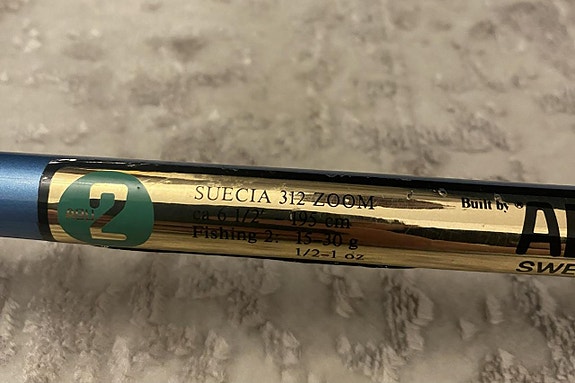 2
SUECIA 312 ZOOM
ca 6 1/2' 195 cm
Fishing 2: 15-30 g
1/2-1 oz
Built by